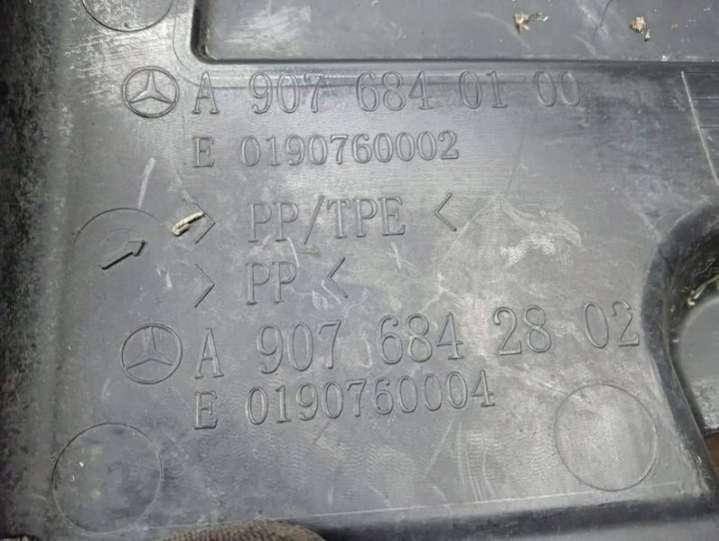 A 907 684 01 00
E 0190760002
> PP/TPE <
> PP <
A 907 684 28 02
E 0190760004